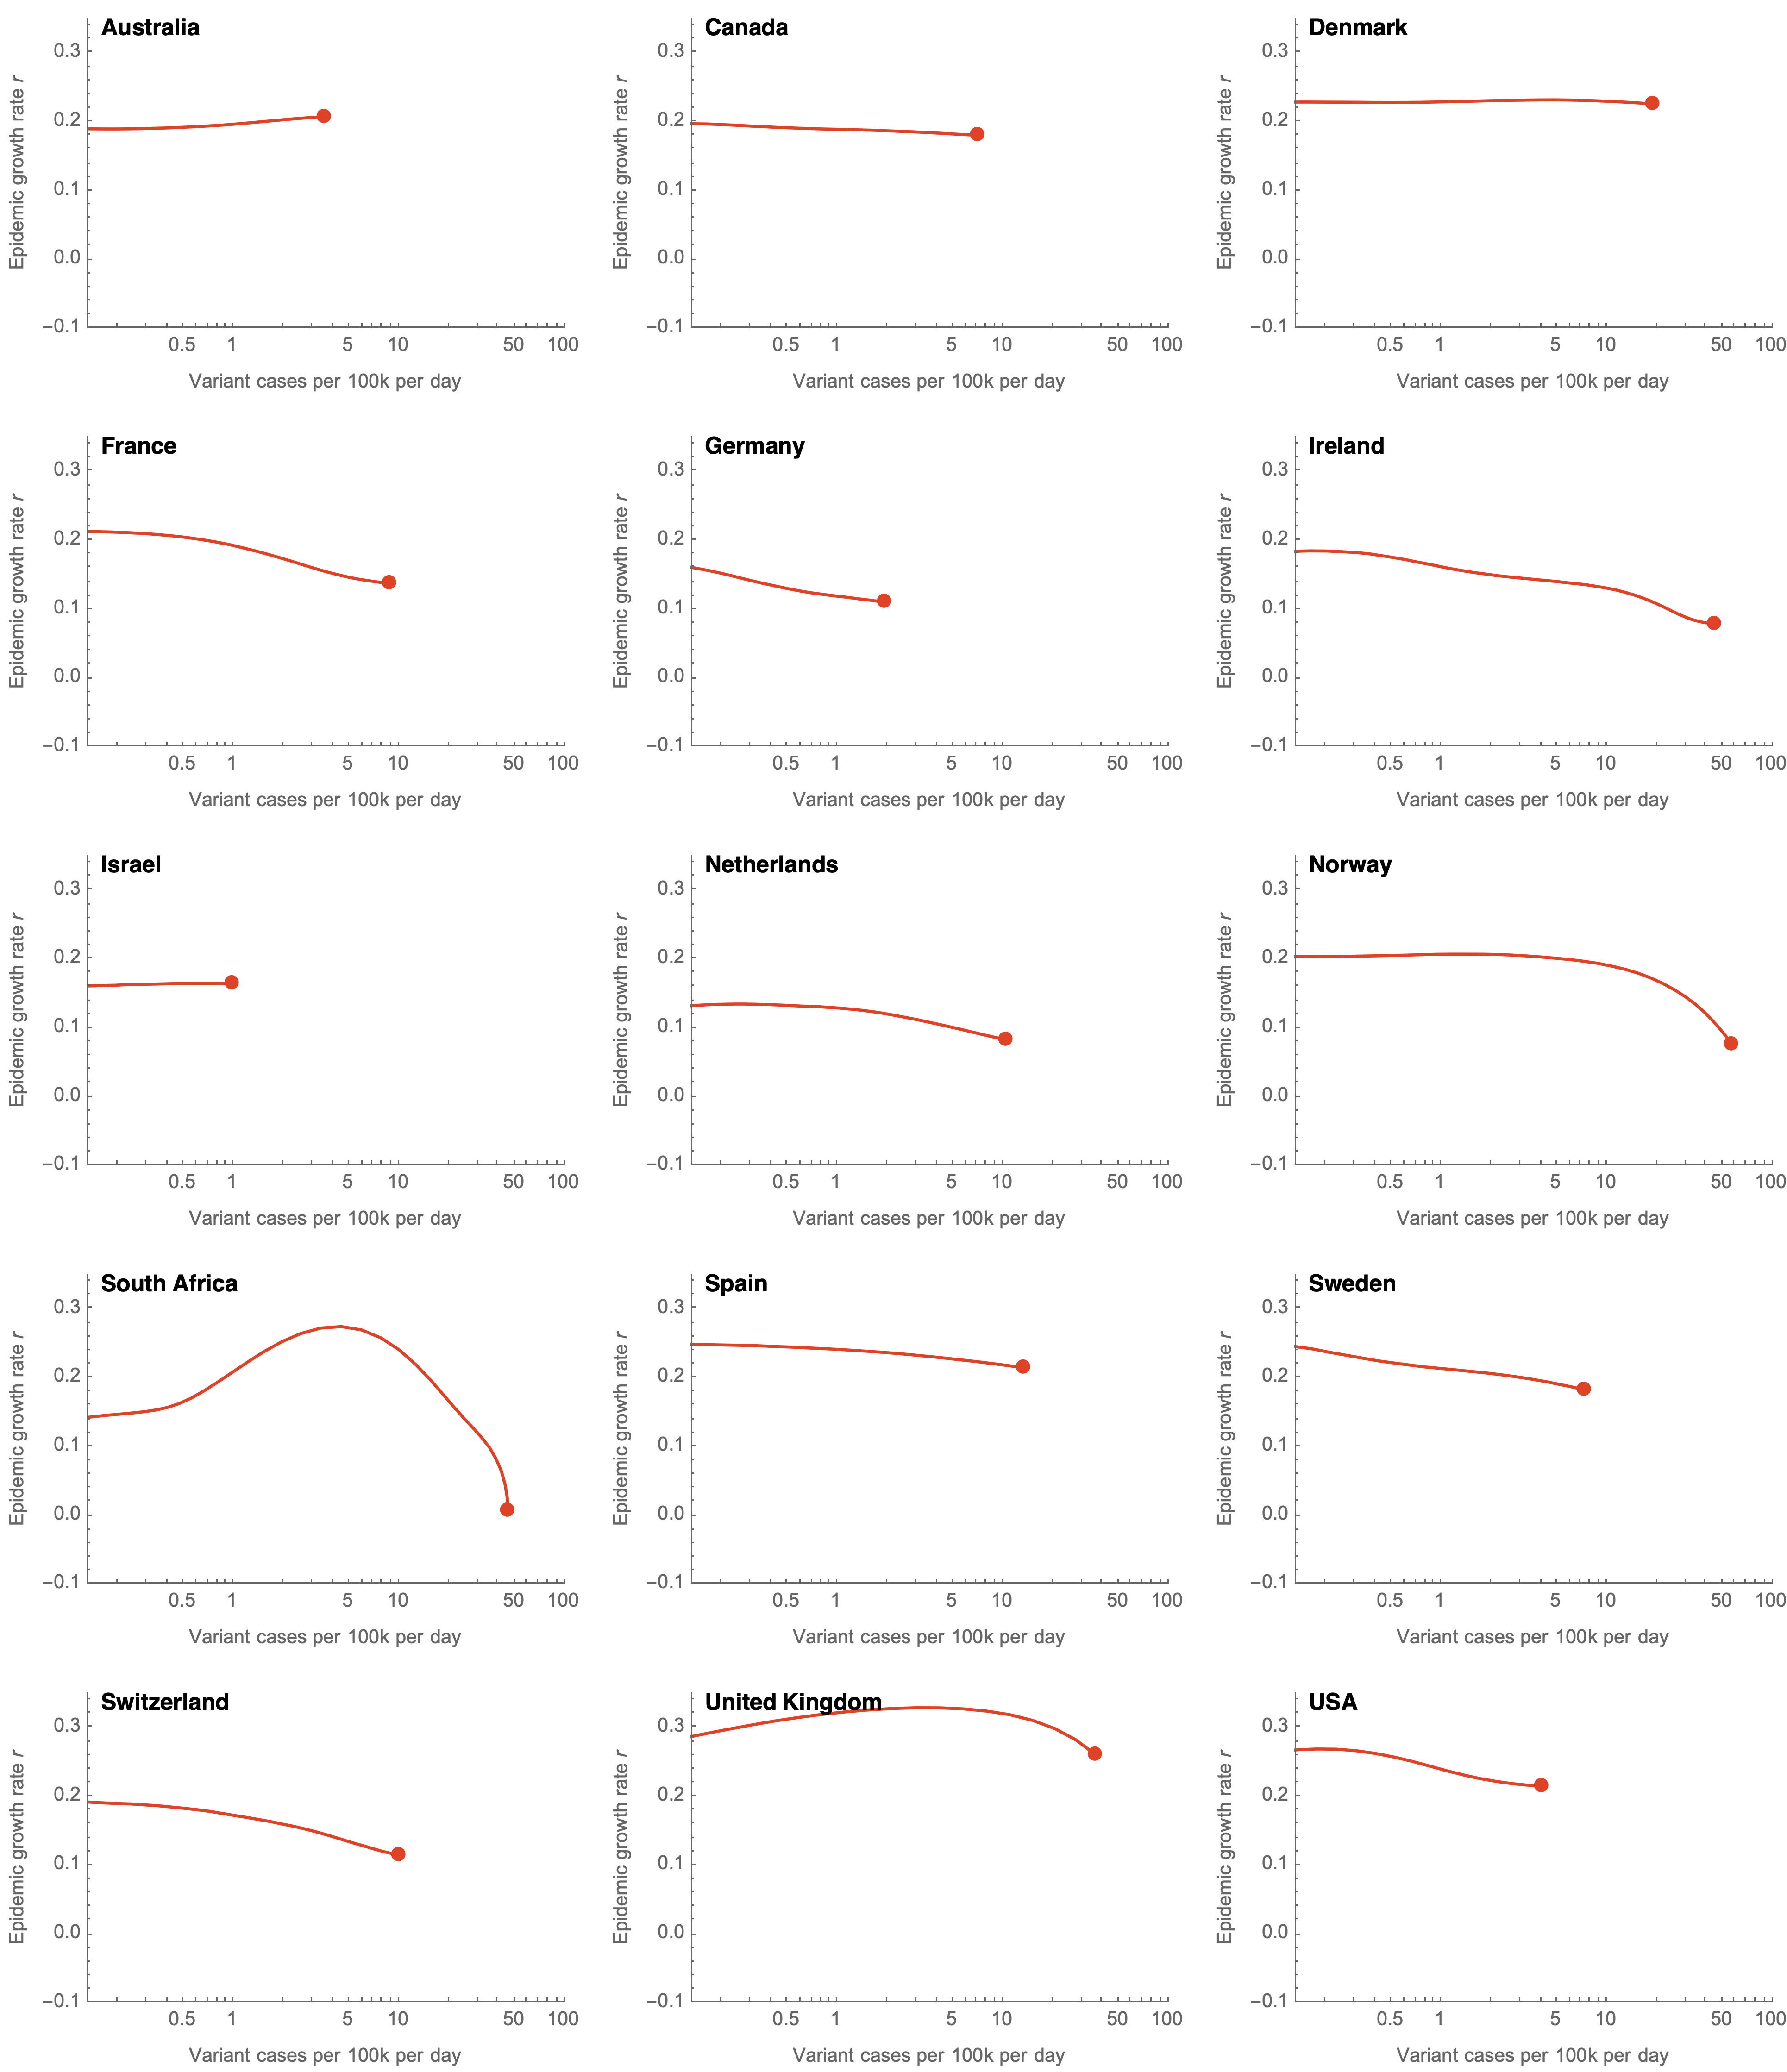 Australia
Epidemic growth rate r
0.3
0.2
0.1
0.0
−0.1
0.5 1 5 10 50 100
Variant cases per 100k per day
Canada
Epidemic growth rate r
0.3
0.2
0.1
0.0
−0.1
0.5 1 5 10 50 100
Variant cases per 100k per day
Denmark
Epidemic growth rate r
0.3
0.2
0.1
0.0
−0.1
0.5 1 5 10 50 100
Variant cases per 100k per day
France
Epidemic growth rate r
0.3
0.2
0.1
0.0
−0.1
0.5 1 5 10 50 100
Variant cases per 100k per day
Germany
Epidemic growth rate r
0.3
0.2
0.1
0.0
−0.1
0.5 1 5 10 50 100
Variant cases per 100k per day
Ireland
Epidemic growth rate r
0.3
0.2
0.1
0.0
−0.1
0.5 1 5 10 50 100
Variant cases per 100k per day
Israel
Epidemic growth rate r
0.3
0.2
0.1
0.0
−0.1
0.5 1 5 10 50 100
Variant cases per 100k per day
Netherlands
Epidemic growth rate r
0.3
0.2
0.1
0.0
−0.1
0.5 1 5 10 50 100
Variant cases per 100k per day
Norway
Epidemic growth rate r
0.3
0.2
0.1
0.0
−0.1
0.5 1 5 10 50 100
Variant cases per 100k per day
South Africa
Epidemic growth rate r
0.3
0.2
0.1
0.0
−0.1
0.5 1 5 10 50 100
Variant cases per 100k per day
Spain
Epidemic growth rate r
0.3
0.2
0.1
0.0
−0.1
0.5 1 5 10 50 100
Variant cases per 100k per day
Sweden
Epidemic growth rate r
0.3
0.2
0.1
0.0
−0.1
0.5 1 5 10 50 100
Variant cases per 100k per day
Switzerland
Epidemic growth rate r
0.3
0.2
0.1
0.0
−0.1
0.5 1 5 10 50 100
Variant cases per 100k per day
United Kingdom
Epidemic growth rate r
0.3
0.2
0.1
0.0
−0.1
0.5 1 5 10 50 100
Variant cases per 100k per day
USA
Epidemic growth rate r
0.3
0.2
0.1
0.0
−0.1
0.5 1 5 10 50 100
Variant cases per 100k per day